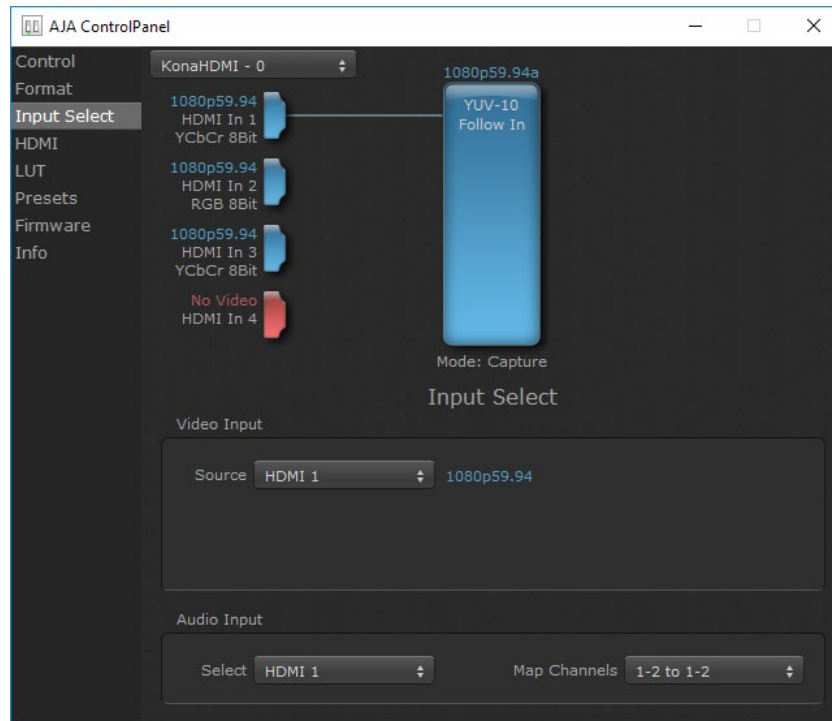 AJA ControlPanel
Control
Format
Input Select
HDMI
LUT
Presets
Firmware
Info
KonaHDMI - 0
1080p59.94
HDMI In 1
YCbCr 8Bit
1080p59.94
HDMI In 2
RGB 8Bit
1080p59.94
HDMI In 3
YCbCr 8Bit
No Video
HDMI In 4
1080p59.94a
YUV-10
Follow In
Mode: Capture
Input Select
Video Input
Source HDMI 1 1080p59.94
Audio Input
Select HDMI 1 Map Channels 1-2 to 1-2